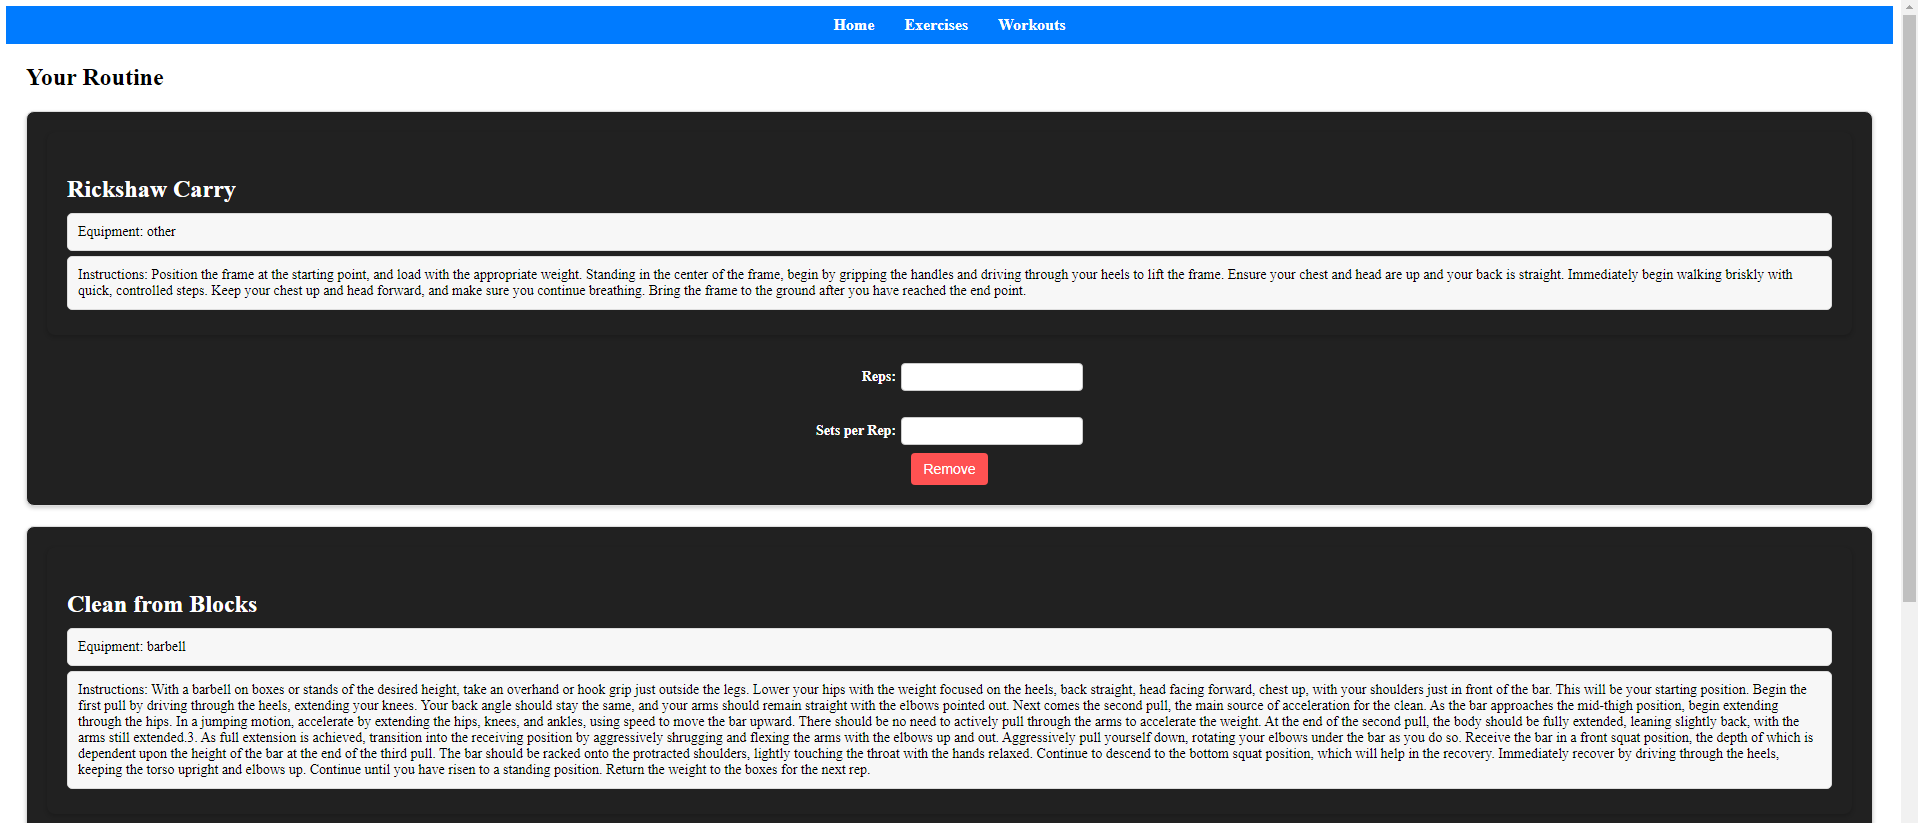 Home Exercises Workouts
Your Routine
Rickshaw Carry
Equipment: other
Instructions: Position the frame at the starting point, and load with the appropriate weight. Standing in the center of the frame, begin by gripping the handles and driving through your heels to lift the frame. Ensure your chest and head are up and your back is straight. Immediately begin walking briskly with
quick, controlled steps. Keep your chest up and head forward, and make sure you continue breathing. Bring the frame to the ground after you have reached the end point.
Reps:
Sets per Rep:
Remove
Clean from Blocks
Equipment: barbell
Instructions: With a barbell on boxes or stands of the desired height, take an overhand or hook grip just outside the legs. Lower your hips with the weight focused on the heels, back straight, head facing forward, chest up, with your shoulders just in front of the bar. This will be your starting position. Begin the
first pull by driving through the heels, extending your knees. Your back angle should stay the same, and your arms should remain straight with the elbows pointed out. Next comes the second pull, the main source of acceleration for the clean. As the bar approaches the mid-thigh position, begin extending
through the hips. In a jumping motion, accelerate by extending the hips, knees, and ankles, using speed to move the bar upward. There should be no need to actively pull through the arms to accelerate the weight. At the end of the second pull, the body should be fully extended, leaning slightly back, with the
arms still extended.3. As full extension is achieved, transition into the receiving position by aggressively shrugging and flexing the arms with the elbows up and out. Aggressively pull yourself down, rotating your elbows under the bar as you do so. Receive the bar in a front squat position, the depth of which is
dependent upon the height of the bar at the end of the third pull. The bar should be racked onto the protracted shoulders, lightly touching the throat with the hands relaxed. Continue to descend to the bottom squat position, which will help in the recovery. Immediately recover by driving through the heels,
keeping the torso upright and elbows up. Continue until you have risen to a standing position. Return the weight to the boxes for the next rep.